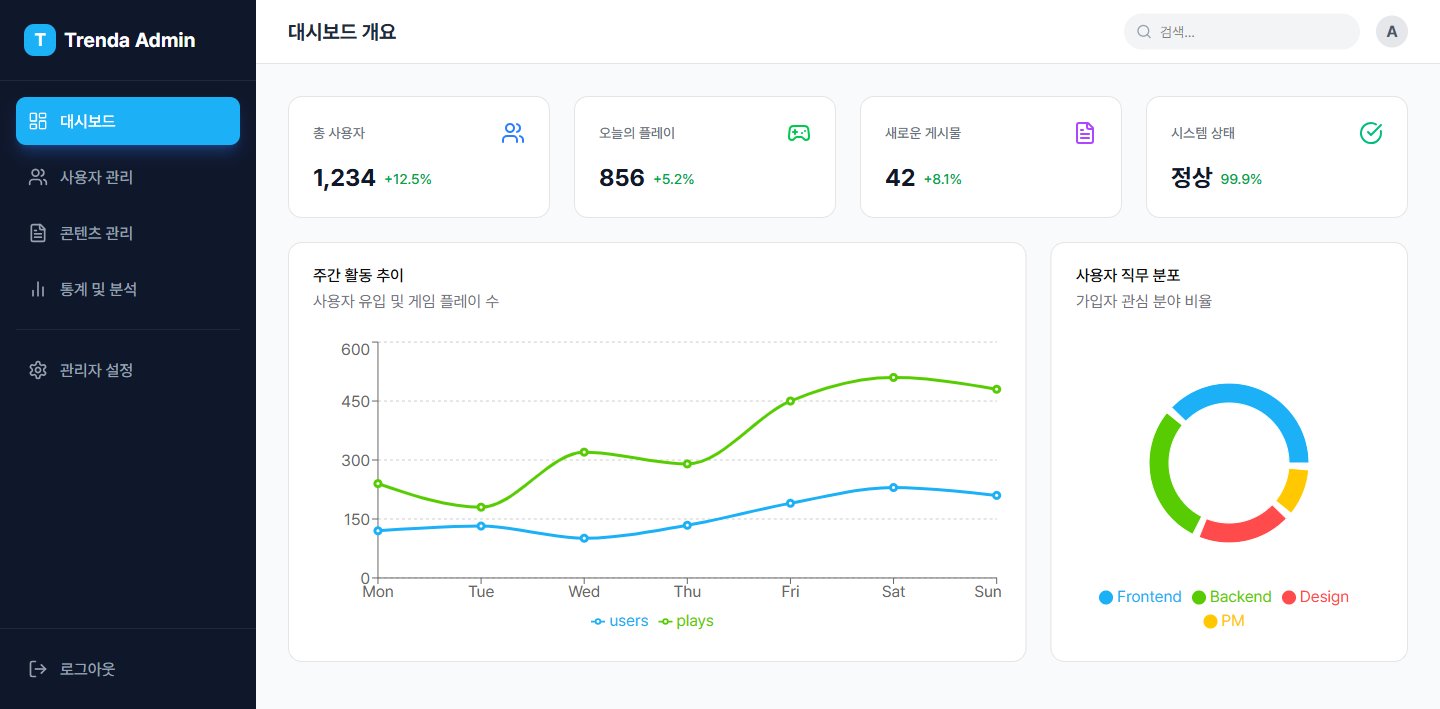 T Trenda Admin
대시보드
사용자 관리
콘텐츠 관리
통계 및 분석
관리자 설정
로그아웃
대시보드 개요
검색...
A
총 사용자
1,234 +12.5%
오늘의 플레이
856 +5.2%
새로운 게시물
42 +8.1%
시스템 상태
정상 99.9%
주간 활동 추이
사용자 유입 및 게임 플레이 수
600
450
300
150
0
Mon Tue Wed Thu Fri Sat Sun
users plays
사용자 직무 분포
가입자 관심 분야 비율
Frontend Backend Design
PM